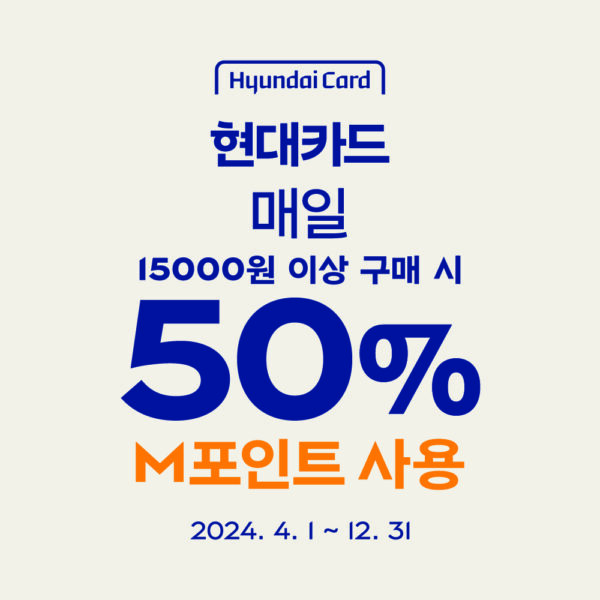 Hyundai Card
현대카드
매일
15000원 이상 구매 시
50%
M포인트 사용
2024. 4. 1 ~ 12. 31